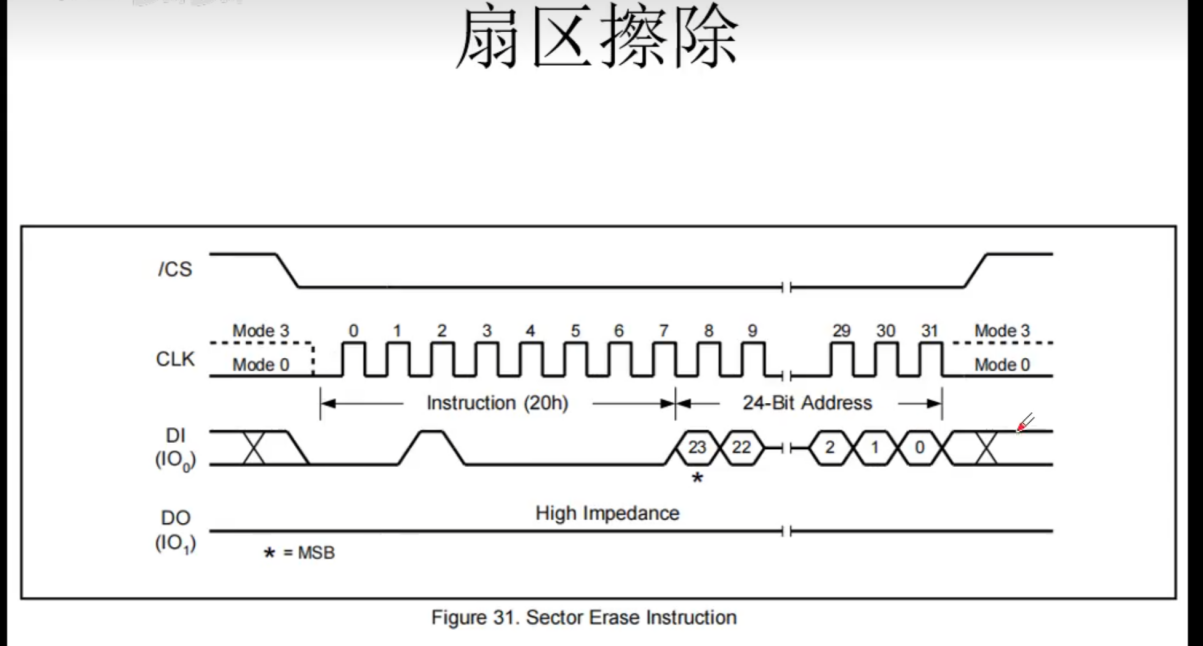 扇区擦除
/CS
Mode 3 0 1 2 3 4 5 6 7 8 9 29 30 31 Mode 3
CLK
Mode 0 Mode 0
Instruction (20h) 24-Bit Address
DI
(IO₀)
23 22 2 1 0
*
High Impedance
DO
(IO₁)
* = MSB
Figure 31. Sector Erase Instruction